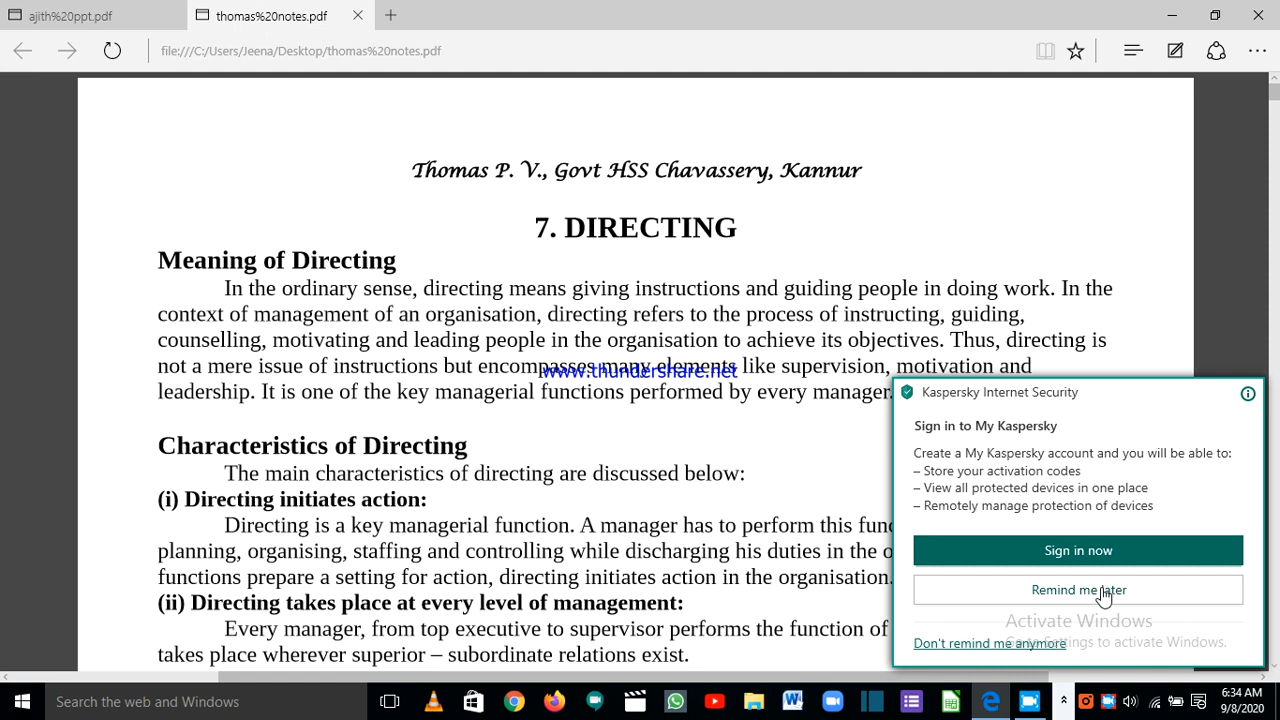 ajith%20ppt.pdf
thomas%20notes.pdf
file:///C:/Users/Jeena/Desktop/thomas%20notes.pdf
Thomas P. V., Govt HSS Chavassery, Kannur
7. DIRECTING
Meaning of Directing
In the ordinary sense, directing means giving instructions and guiding people in doing work. In the
context of management of an organisation, directing refers to the process of instructing, guiding,
counselling, motivating and leading people in the organisation to achieve its objectives. Thus, directing is
not a mere issue of instructions but encompasses many elements like supervision, motivation and
www.thundershare.net
leadership. It is one of the key managerial functions performed by every manager.
Characteristics of Directing
The main characteristics of directing are discussed below:
(i) Directing initiates action:
Directing is a key managerial function. A manager has to perform this
planning, organising, staffing and controlling while discharging his duties in the
functions prepare a setting for action, directing initiates action in the organisation.
(ii) Directing takes place at every level of management:
Every manager, from top executive to supervisor performs the function of
takes place wherever superior – subordinate relations exist.
Kaspersky Internet Security
Sign in to My Kaspersky
Create a My Kaspersky account and you will be able to:
– Store your activation codes
– View all protected devices in one place
– Remotely manage protection of devices
Sign in now
Remind me later
Activate Windows
Go to Settings to activate Windows.
Don't remind me anymore
Search the web and Windows
6:34 AM
9/8/2020